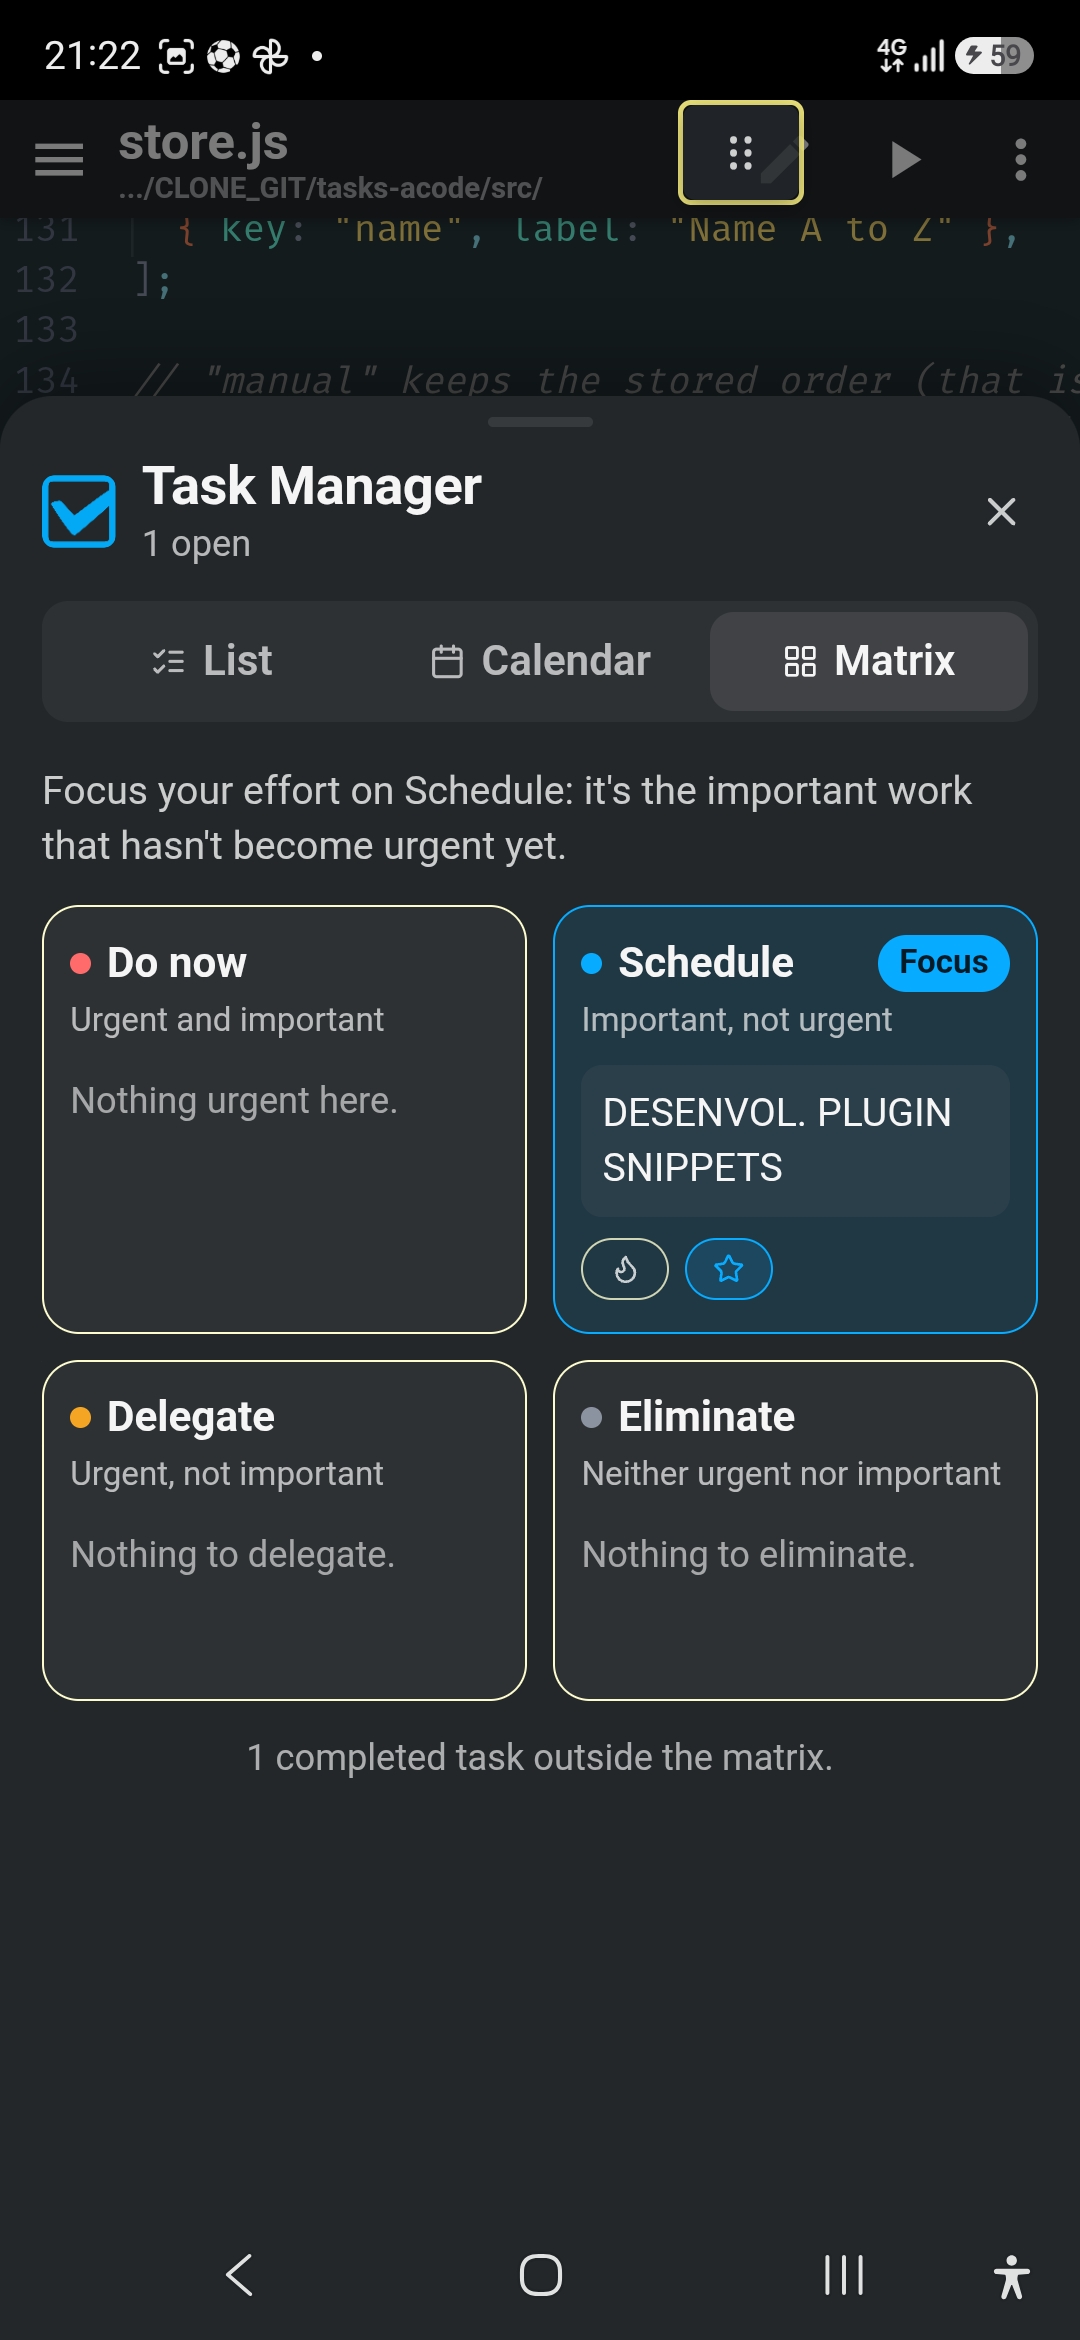 21:22
4G
59
store.js
.../CLONE_GIT/tasks-acode/src/
131 { key: "name", label: "Name A to Z" },
132 ];
133
134 // "manual" keeps the stored order (that is
Task Manager
1 open
List
Calendar
Matrix
Focus your effort on Schedule: it's the important work
that hasn't become urgent yet.
Do now
Urgent and important
Nothing urgent here.
Schedule
Focus
Important, not urgent
DESENVOL. PLUGIN
SNIPPETS
Delegate
Urgent, not important
Nothing to delegate.
Eliminate
Neither urgent nor important
Nothing to eliminate.
1 completed task outside the matrix.